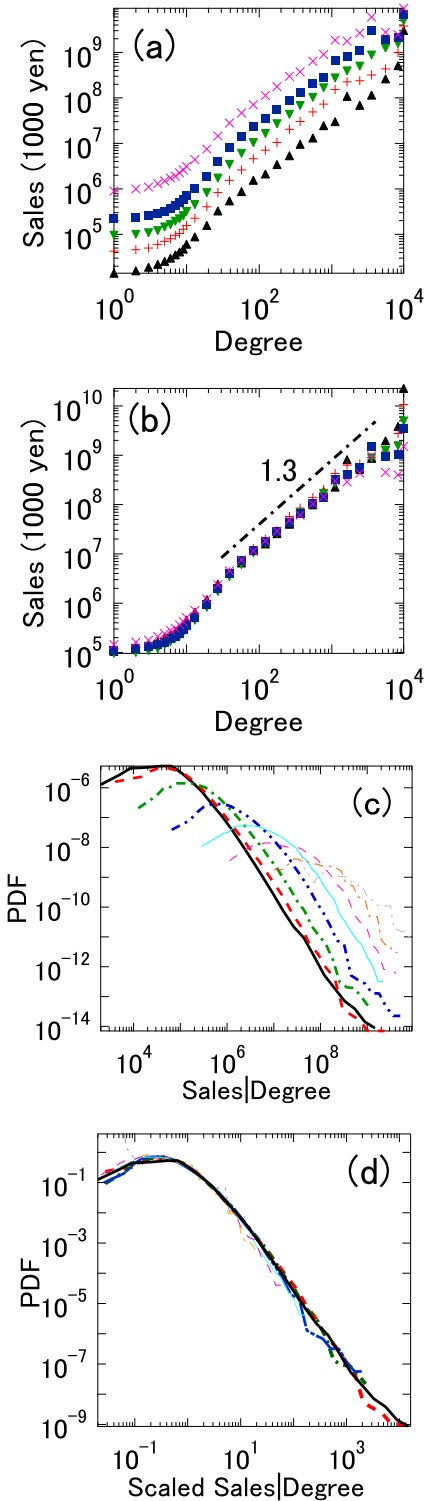 (a)
10^9
10^8
10^7
10^6
10^5
Sales (1000 yen)
10^0 10^2 10^4
Degree
(b)
10^10
10^9
10^8
10^7
10^6
10^5
1.3
Sales (1000 yen)
10^0 10^2 10^4
Degree
(c)
10^-6
10^-8
10^-10
10^-12
10^-14
PDF
10^4 10^6 10^8
Sales|Degree
(d)
10^-1
10^-3
10^-5
10^-7
10^-9
PDF
10^-1 10^1 10^3
Scaled Sales|Degree